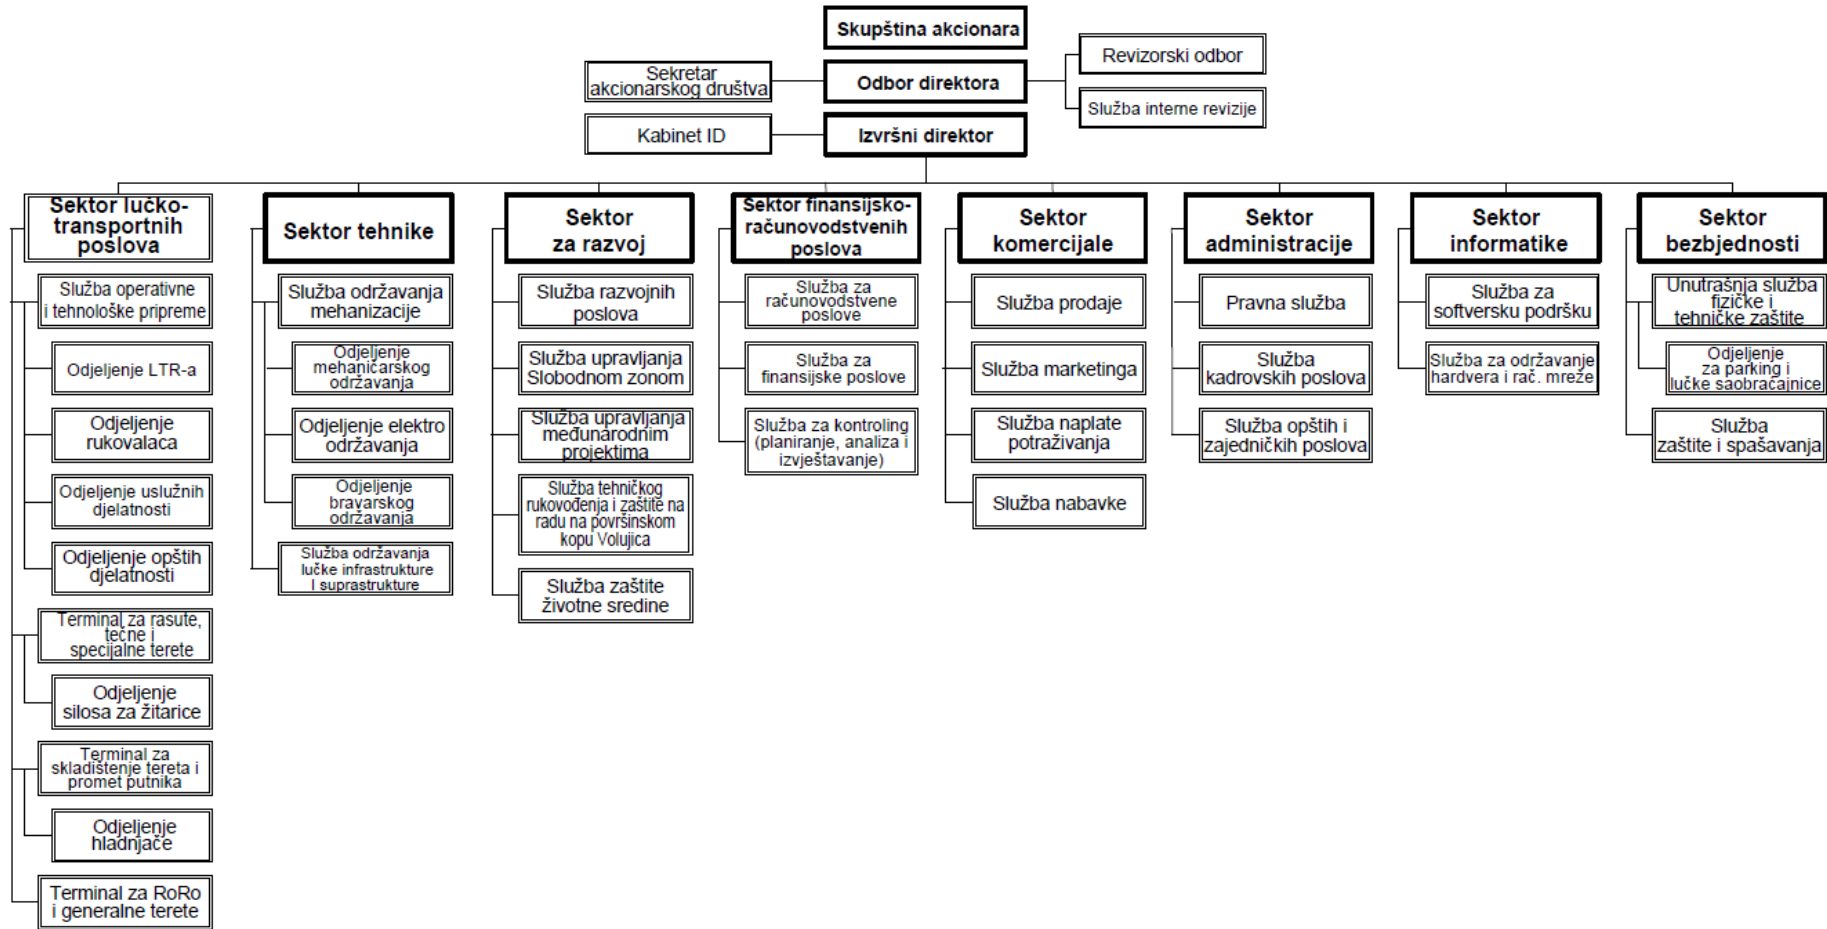 Skupština akcionara
Sekretar
akcionarskog društva
Odbor direktora
Revizorski odbor
Služba interne revizije
Kabinet ID
Izvršni direktor
Sektor lučko-
transportnih
poslova
Služba operativne
i tehnološke pripreme
Odjeljenje LTR-a
Odjeljenje
rukovalaca
Odjeljenje uslužnih
djelatnosti
Odjeljenje opštih
djelatnosti
Terminal za rasute,
tečne i
specijalne terete
Odjeljenje
silosa za žitarice
Terminal za
skladištenje tereta i
promet putnika
Odjeljenje
hladnjače
Terminal za RoRo
i generalne terete
Sektor tehnike
Služba održavanja
mehanizacije
Odjeljenje
mehaničarskog
održavanja
Odjeljenje elektro
održavanja
Odjeljenje
bravarskog
održavanja
Služba održavanja
lučke infrastrukture
I suprastrukture
Sektor
za razvoj
Služba razvojnih
poslova
Služba upravljanja
Slobodnom zonom
Služba upravljanja
međunarodnim
projektima
Služba tehničkog
rukovođenja i zaštite na
radu na površinskom
kopu Volujica
Služba zaštite
životne sredine
Sektor finansijsko-
računovodstvenih
poslova
Služba za
računovodstvene
poslove
Služba za
finansijske poslove
Služba za kontroling
(planiranje, analiza i
izvještavanje)
Sektor
komercijale
Služba prodaje
Služba marketinga
Služba naplate
potraživanja
Služba nabavke
Sektor
administracije
Pravna služba
Služba
kadrovskih poslova
Služba opštih i
zajedničkih poslova
Sektor
informatike
Služba za
softversku podršku
Služba za održavanje
hardvera i rač. mreže
Sektor
bezbjednosti
Unutrašnja služba
fizičke i
tehničke zaštite
Odjeljenje
za parking i
lučke saobraćajnice
Služba
zaštite i spašavanja